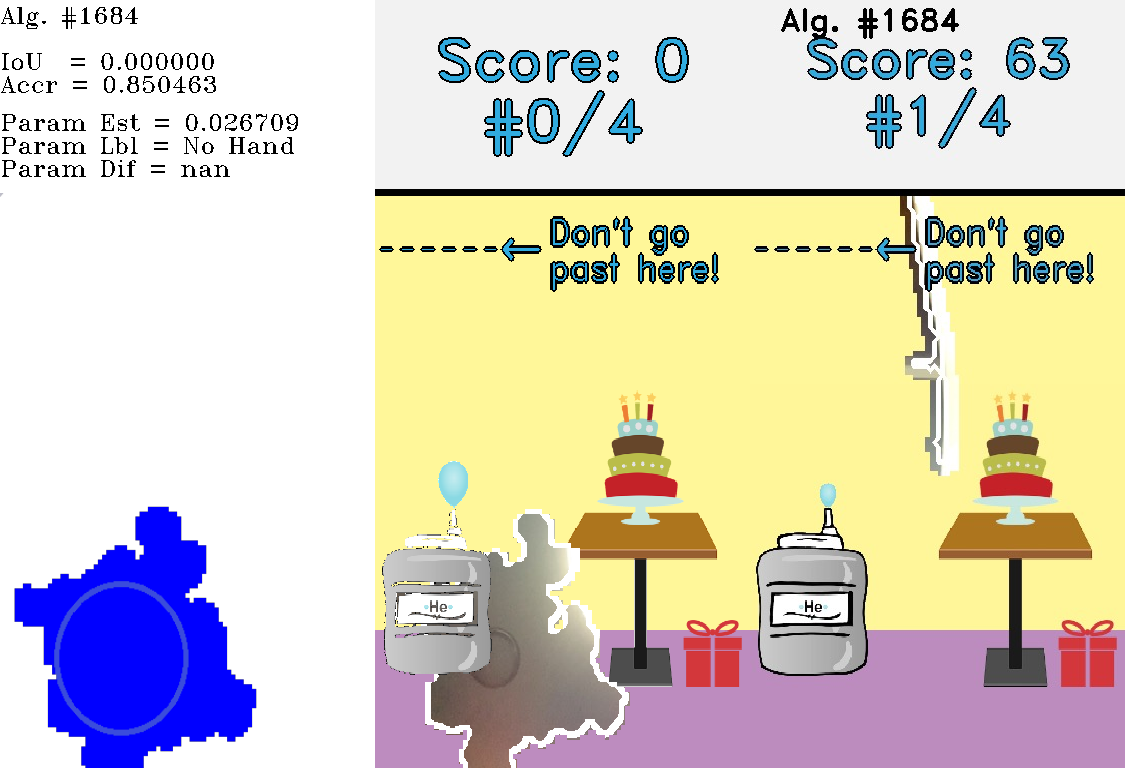 Alg. #1684
IoU = 0.000000
Accr = 0.850463
Param Est = 0.026709
Param Lbl = No Hand
Param Dif = nan
Score: 0
#0/4
Don't go
past here!
He
Alg. #1684
Score: 63
#1/4
Don't go
past here!
He